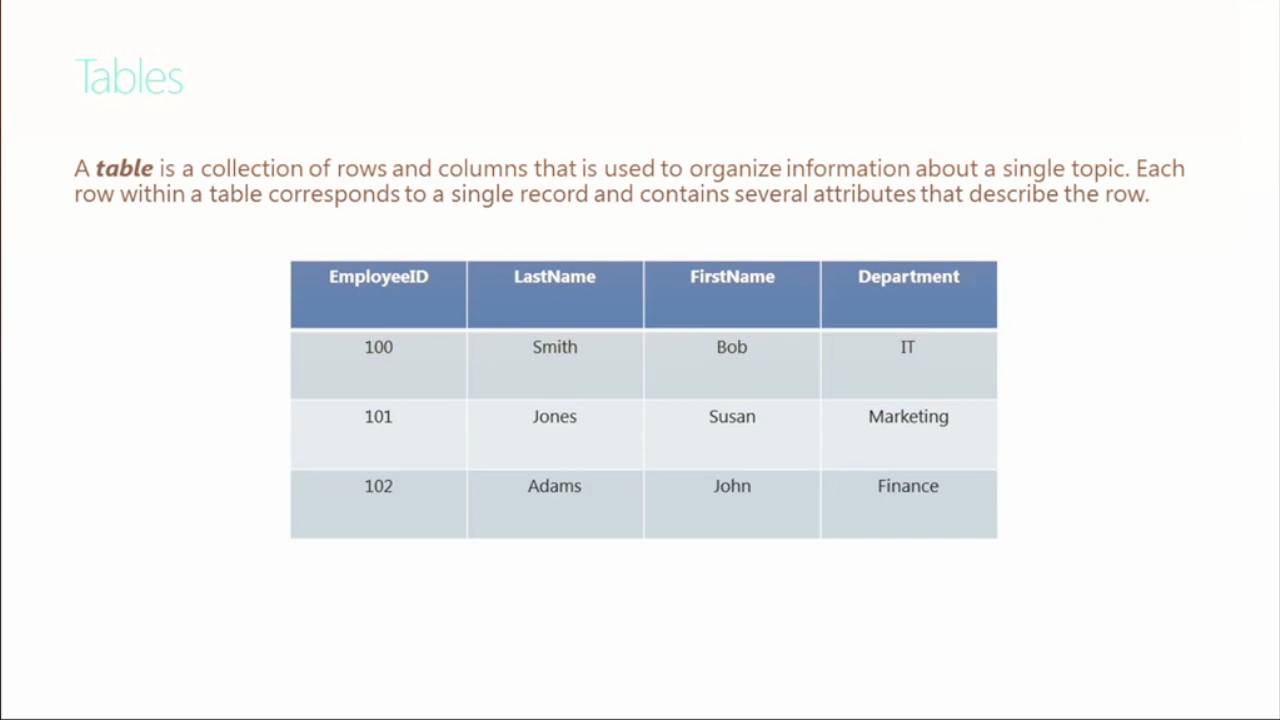 Tables
A table is a collection of rows and columns that is used to organize information about a single topic. Each
row within a table corresponds to a single record and contains several attributes that describe the row.
EmployeeID LastName FirstName Department
100 Smith Bob IT
101 Jones Susan Marketing
102 Adams John Finance